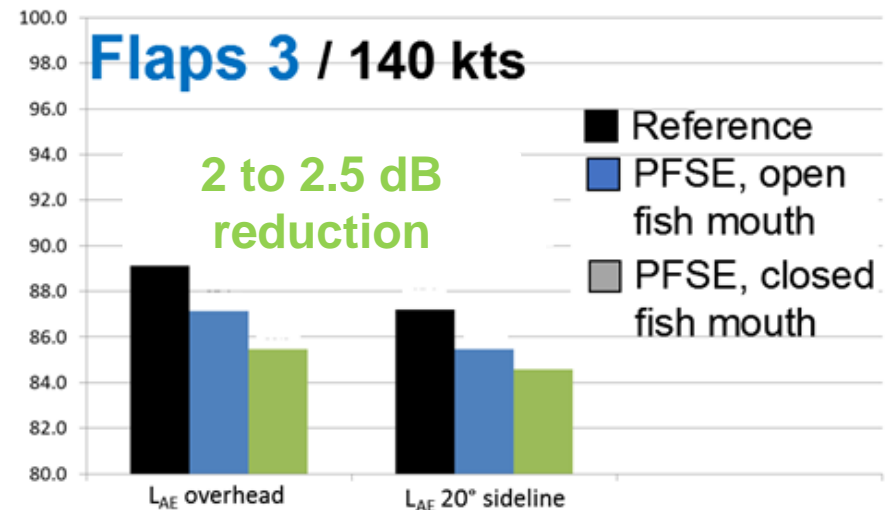 100.0
98.0
96.0
94.0
92.0
90.0
88.0
86.0
84.0
82.0
80.0
Flaps 3 / 140 kts
2 to 2.5 dB
reduction
Reference
PFSE, open
fish mouth
PFSE, closed
fish mouth
LAE overhead
LAE 20° sideline